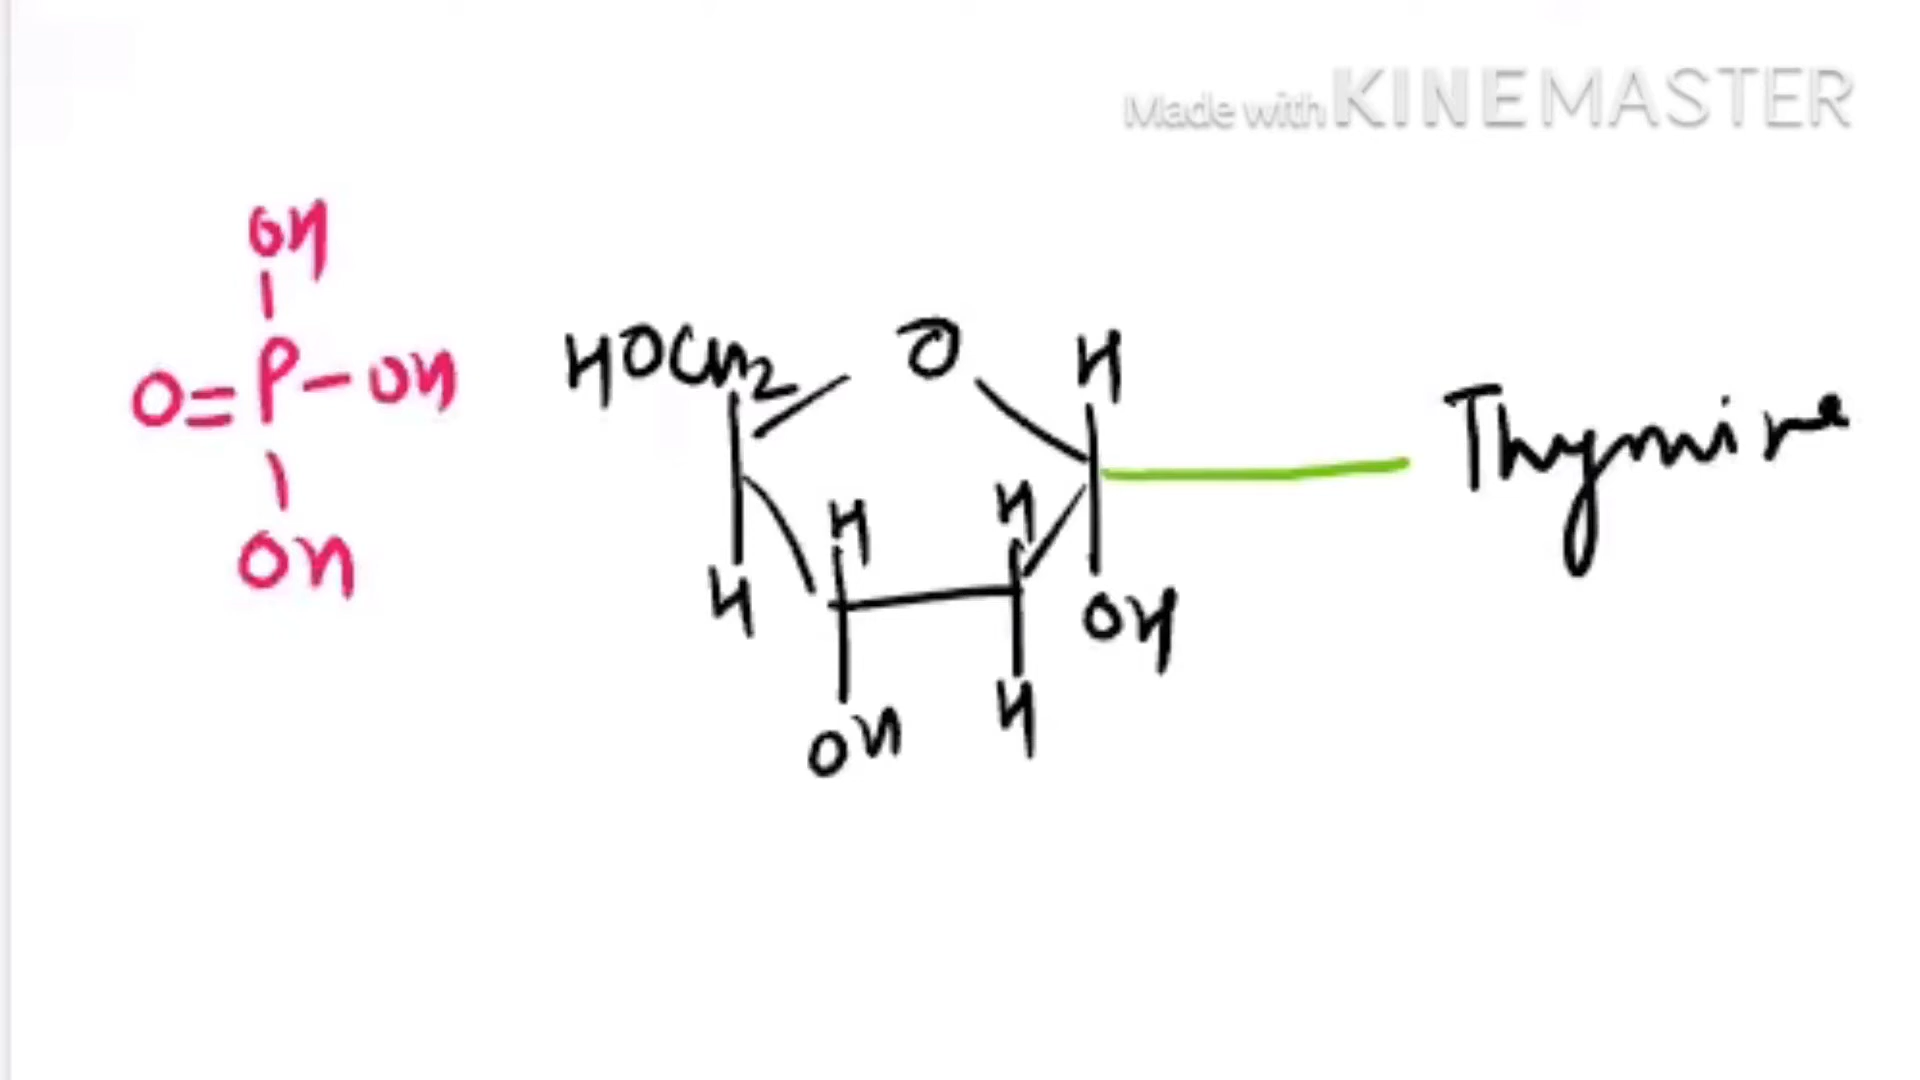 Made with KINEMASTER
OH
O=P-OH
OH
HOCH2
O
H
Thymine
H
H
H
OH
OH
H